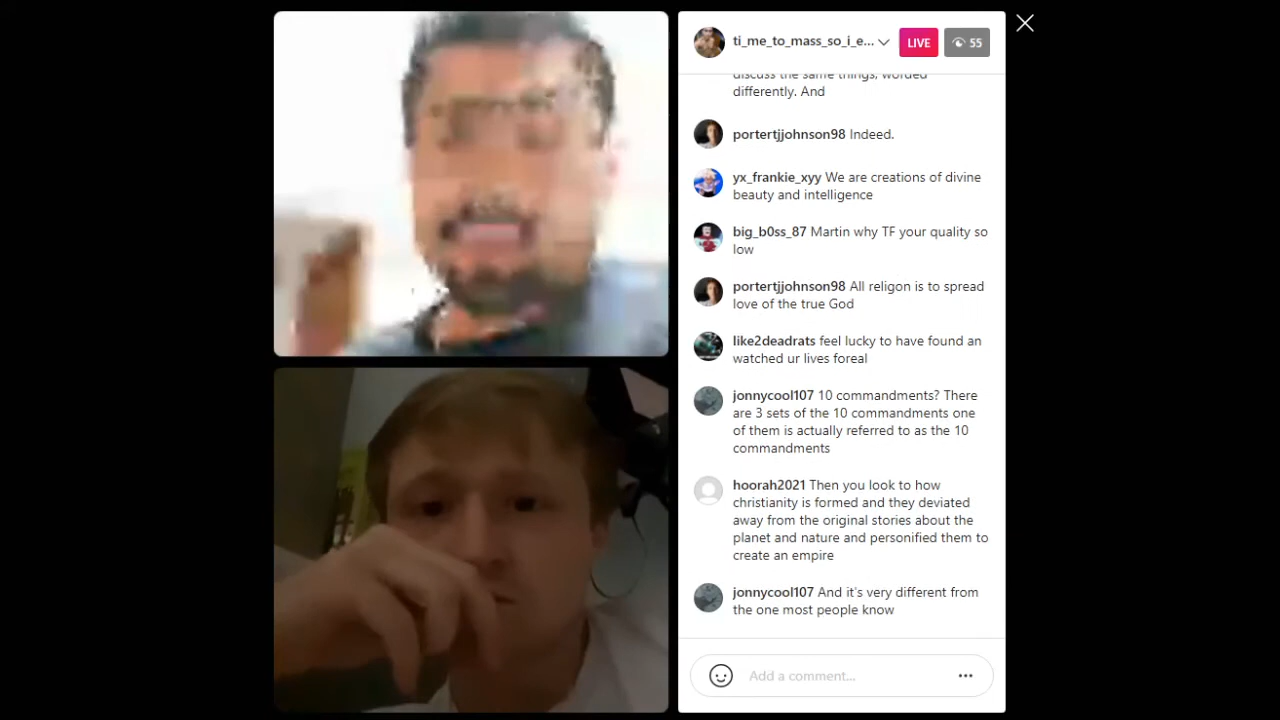 ti_me_to_mass_so_i_e...
LIVE
55
discuss the same things, worded
differently. And
portertjjohnson98 Indeed.
yx_frankie_xyy We are creations of divine
beauty and intelligence
big_b0ss_87 Martin why TF your quality so
low
portertjjohnson98 All religon is to spread
love of the true God
like2deadrats feel lucky to have found an
watched ur lives foreal
jonnycool107 10 commandments? There
are 3 sets of the 10 commandments one
of them is actually referred to as the 10
commandments
hoorah2021 Then you look to how
christianity is formed and they deviated
away from the original stories about the
planet and nature and personified them to
create an empire
jonnycool107 And it's very different from
the one most people know
Add a comment...